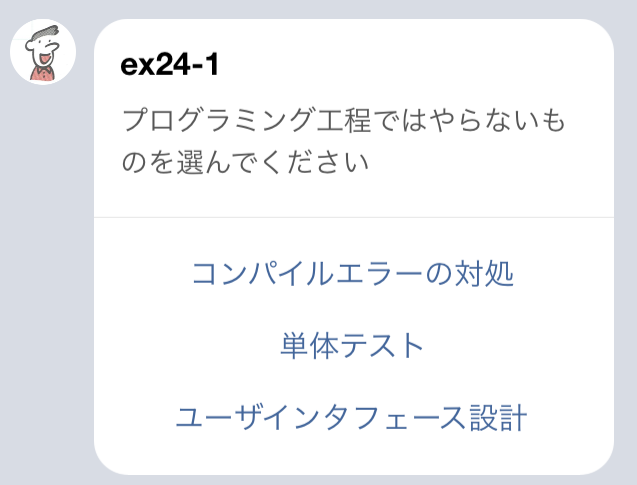 ex24-1
プログラミング工程ではやらないも
のを選んでください
コンパイルエラーの対処
単体テスト
ユーザインタフェース設計